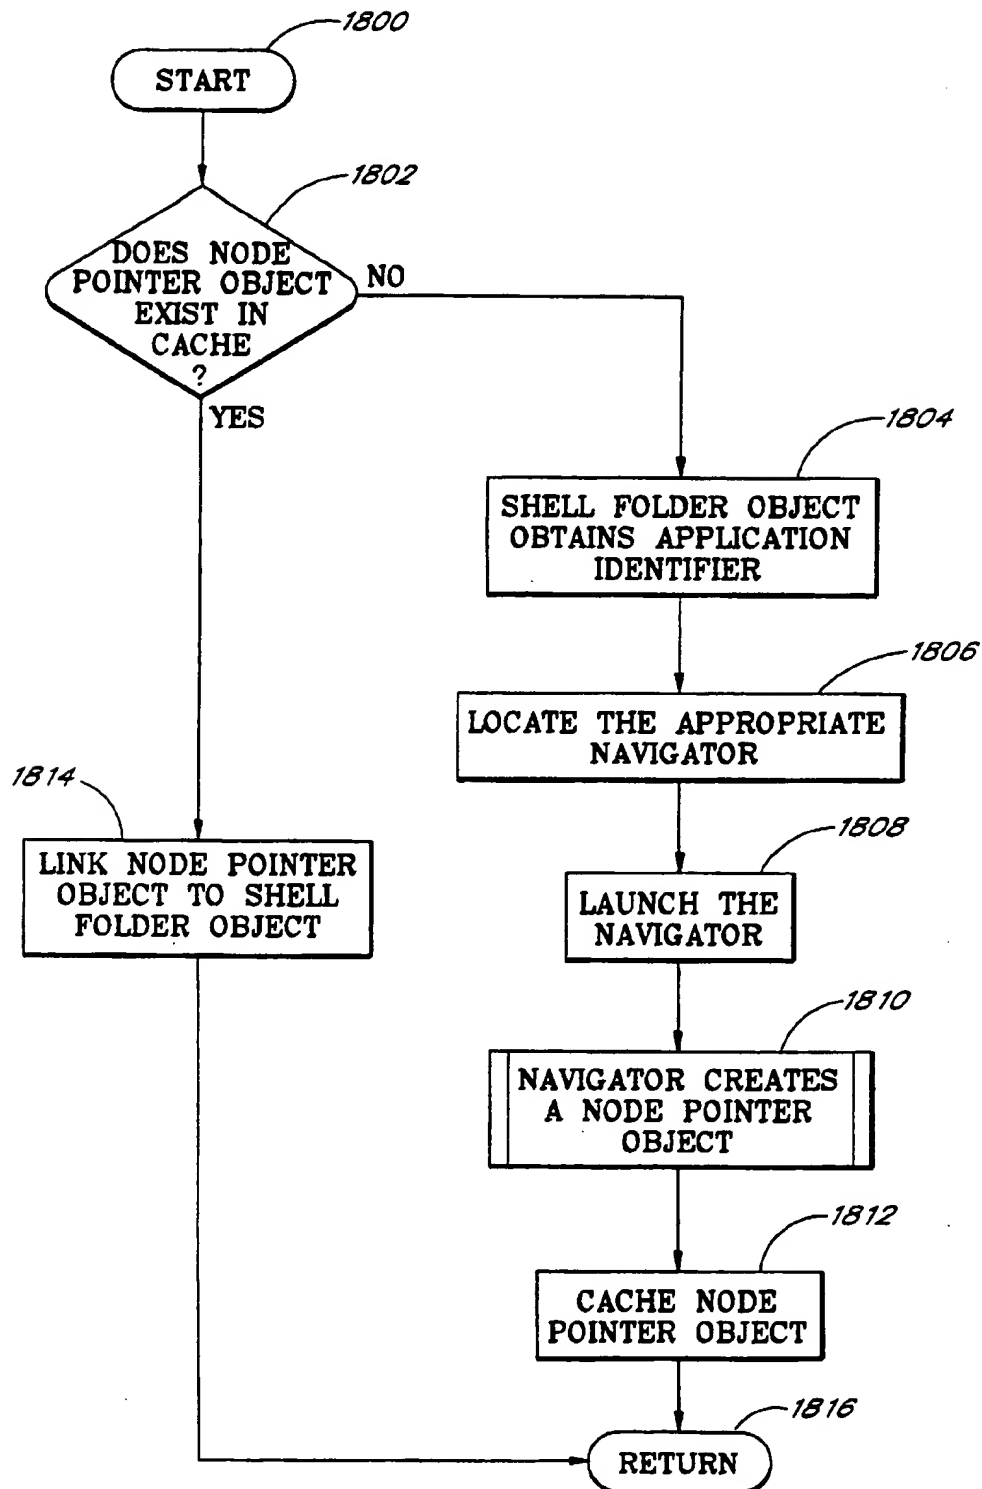 1800
START
1802
DOES NODE
POINTER OBJECT
EXIST IN
CACHE
?
NO
YES
1804
SHELL FOLDER OBJECT
OBTAINS APPLICATION
IDENTIFIER
1806
LOCATE THE APPROPRIATE
NAVIGATOR
1808
LAUNCH THE
NAVIGATOR
1810
NAVIGATOR CREATES
A NODE POINTER
OBJECT
1812
CACHE NODE
POINTER OBJECT
1814
LINK NODE POINTER
OBJECT TO SHELL
FOLDER OBJECT
1816
RETURN